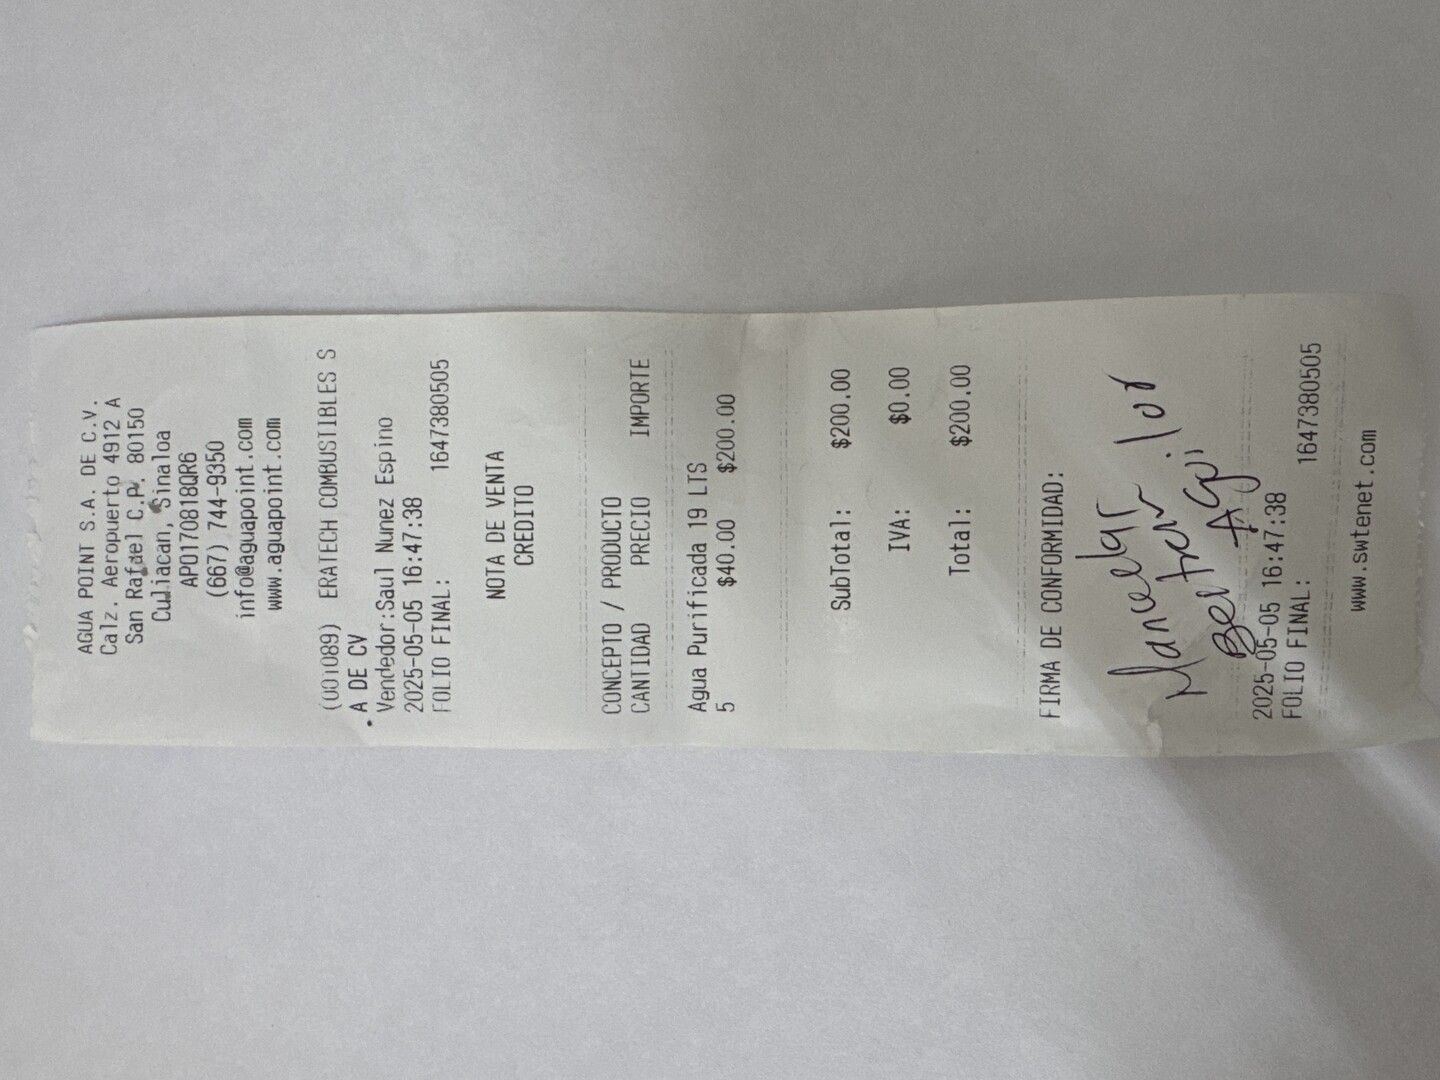 AGUA POINT S.A. DE C.V.
Calz. Aeropuerto 4912 A
San Rafael C.P. 80150
Culiacan, Sinaloa
APO170818QR6
(667) 744-9350
info@aguapoint.com
www.aguapoint.com
(001089) ERATECH COMBUSTIBLES S
. A DE CV
Vendedor:Saul Nunez Espino
2025-05-05 16:47:38
FOLIO FINAL: 1647380505
NOTA DE VENTA
CREDITO
CONCEPTO / PRODUCTO
CANTIDAD PRECIO IMPORTE
Agua Purificada 19 LTS
5 $40.00 $200.00
SubTotal: $200.00
IVA: $0.00
Total: $200.00
FIRMA DE CONFORMIDAD:
Beltran
2025-05-05 16:47:38
FOLIO FINAL: 1647380505
www.swtenet.com